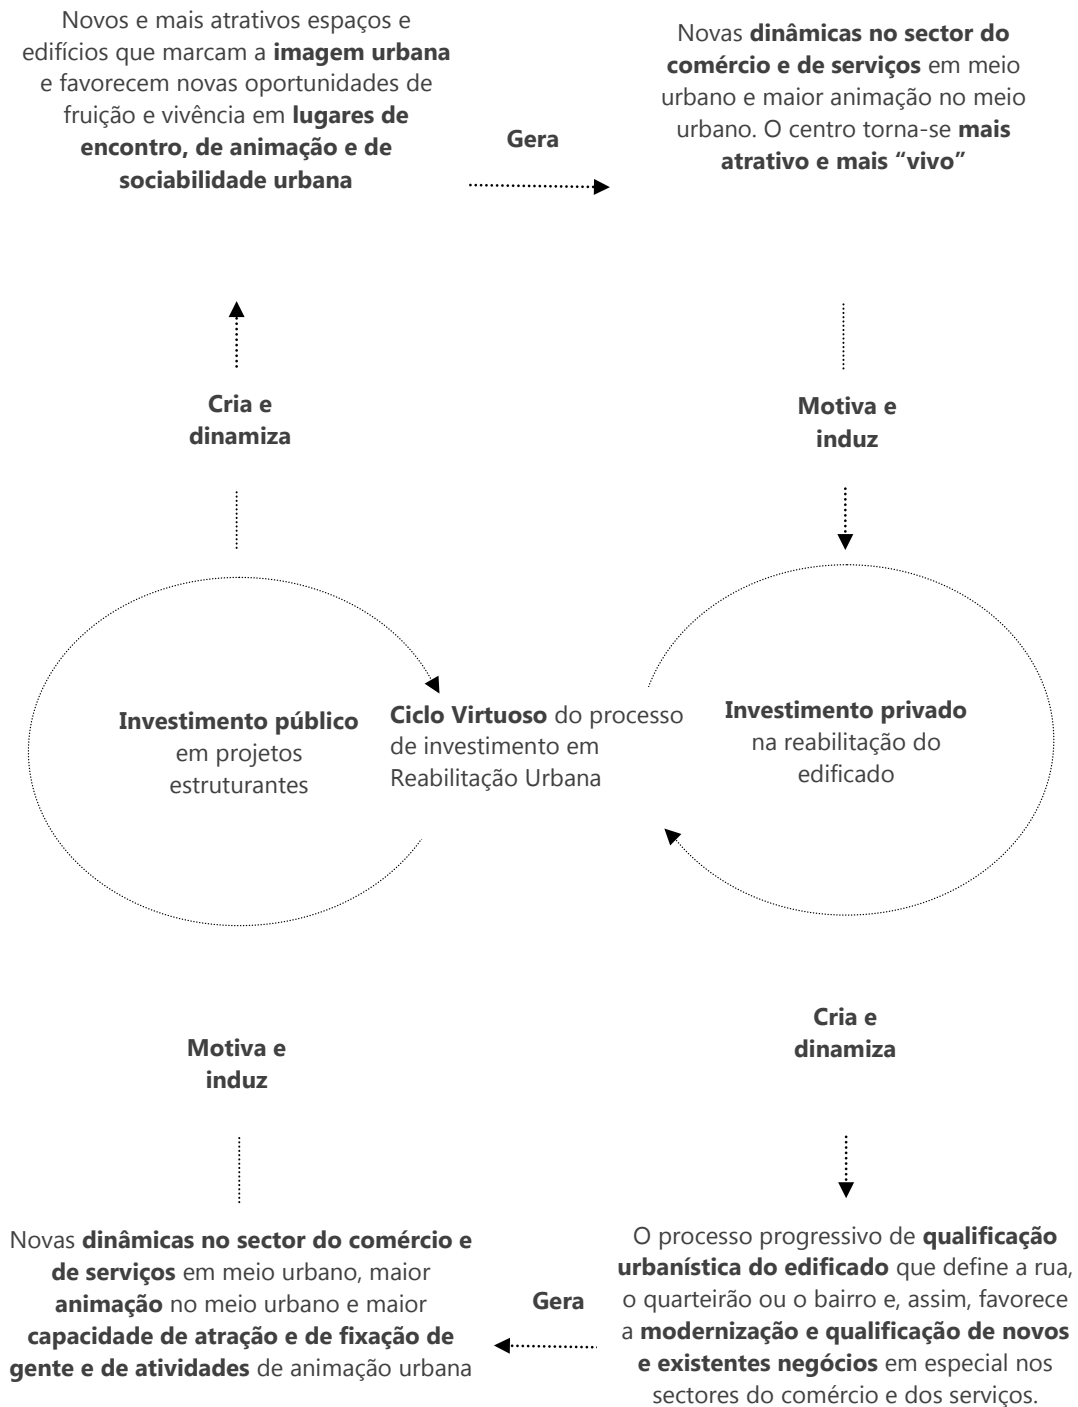 Novos e mais atrativos espaços e
edifícios que marcam a imagem urbana
e favorecem novas oportunidades de
fruição e vivência em lugares de
encontro, de animação e de
sociabilidade urbana
Gera
Novas dinâmicas no sector do
comércio e de serviços em meio
urbano e maior animação no meio
urbano. O centro torna-se mais
atrativo e mais “vivo”
Cria e
dinamiza
Motiva e
induz
Investimento público
em projetos
estruturantes
Ciclo Virtuoso do processo
de investimento em
Reabilitação Urbana
Investimento privado
na reabilitação do
edificado
Motiva e
induz
Cria e
dinamiza
Novas dinâmicas no sector do comércio e
de serviços em meio urbano, maior
animação no meio urbano e maior
capacidade de atração e de fixação de
gente e de atividades de animação urbana
Gera
O processo progressivo de qualificação
urbanística do edificado que define a rua,
o quarteirão ou o bairro e, assim, favorece
a modernização e qualificação de novos
e existentes negócios em especial nos
sectores do comércio e dos serviços.